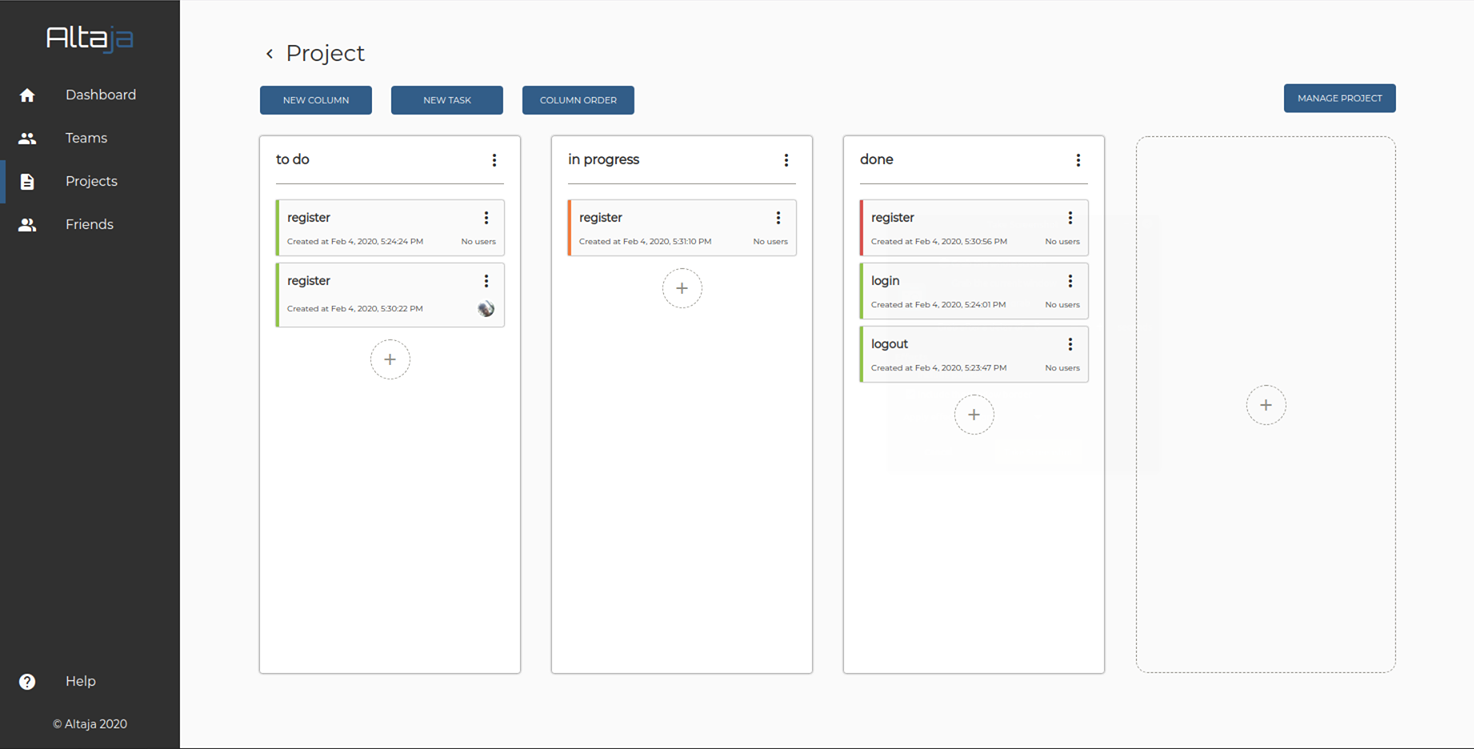 Altaja
Dashboard
Teams
Projects
Friends
Help
© Altaja 2020
Project
NEW COLUMN
NEW TASK
COLUMN ORDER
MANAGE PROJECT
to do
register
Created at Feb 4, 2020, 5:24:24 PM
No users
register
Created at Feb 4, 2020, 5:30:22 PM
in progress
register
Created at Feb 4, 2020, 5:31:10 PM
No users
done
register
Created at Feb 4, 2020, 5:30:56 PM
No users
login
Created at Feb 4, 2020, 5:24:01 PM
No users
logout
Created at Feb 4, 2020, 5:23:47 PM
No users